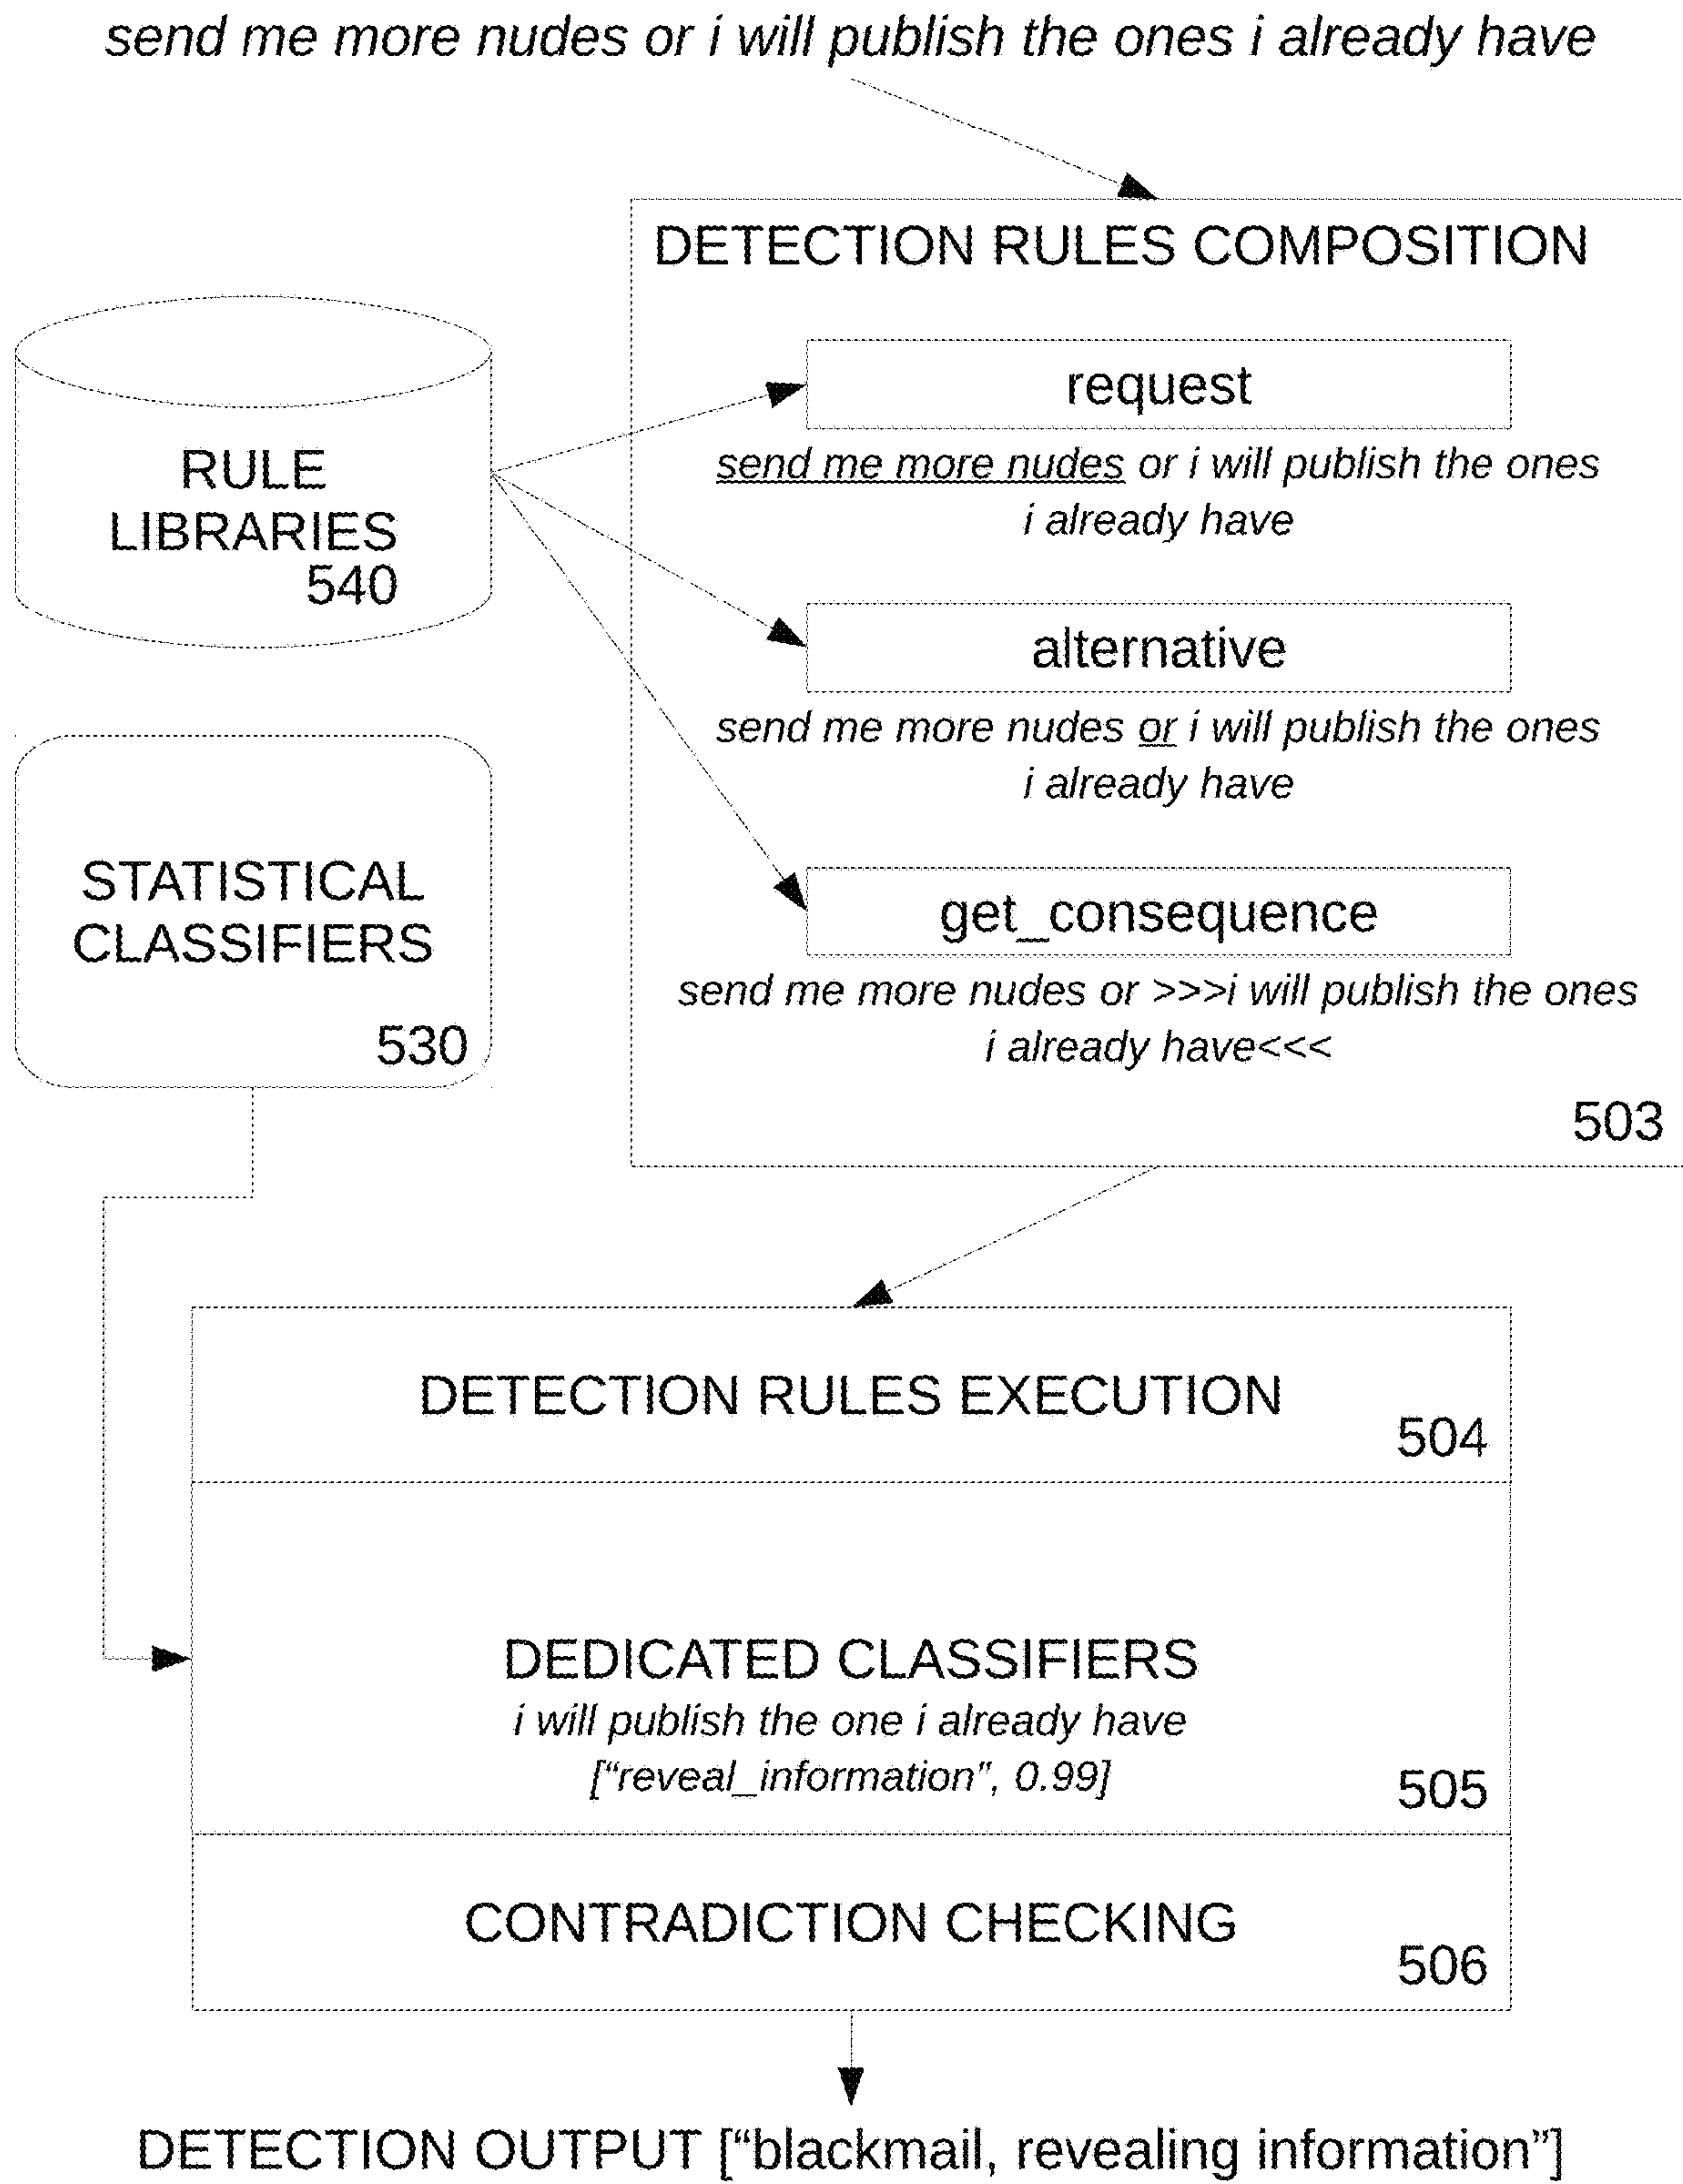 send me more nudes or i will publish the ones i already have
DETECTION RULES COMPOSITION
request
send me more nudes or i will publish the ones
i already have
RULE
LIBRARIES
540
alternative
send me more nudes or i will publish the ones
i already have
STATISTICAL
CLASSIFIERS
530
get_consequence
send me more nudes or >>>i will publish the ones
i already have<<<
503
DETECTION RULES EXECUTION
504
DEDICATED CLASSIFIERS
i will publish the one i already have
[“reveal_information”, 0.99]
505
CONTRADICTION CHECKING
506
DETECTION OUTPUT [“blackmail, revealing information”]